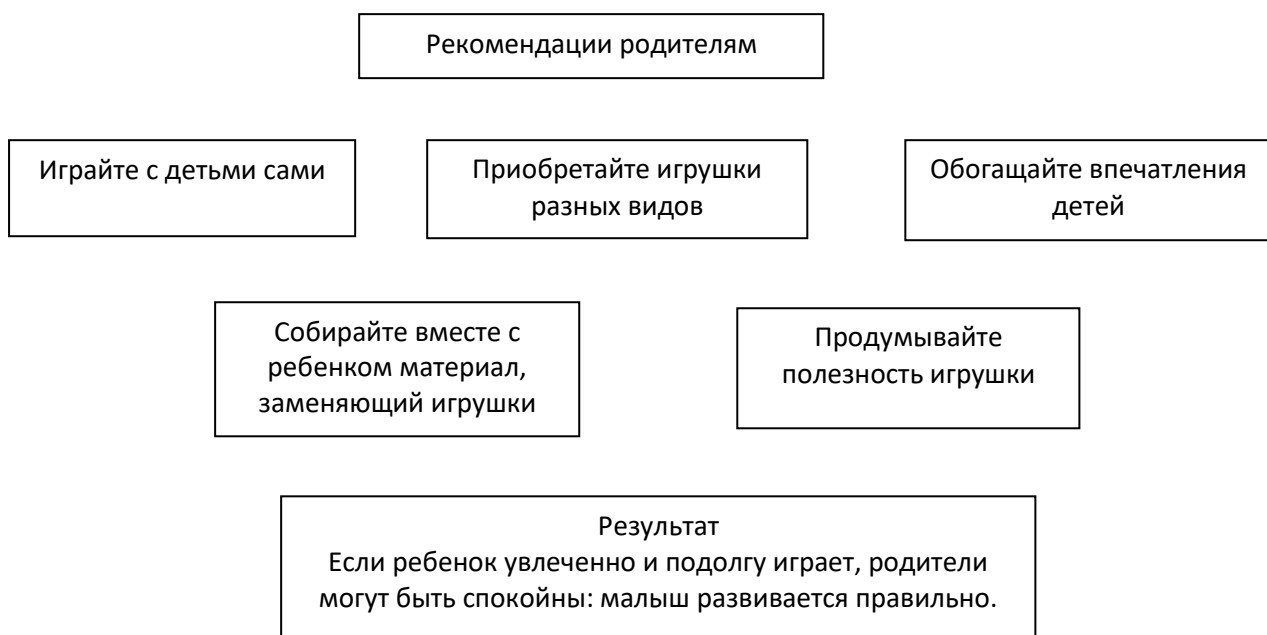 Рекомендации родителям
Играйте с детьми сами
Приобретайте игрушки
разных видов
Обогащайте впечатления
детей
Собирайте вместе с
ребенком материал,
заменяющий игрушки
Продумывайте
полезность игрушки
Результат
Если ребенок увлеченно и подолгу играет, родители
могут быть спокойны: малыш развивается правильно.